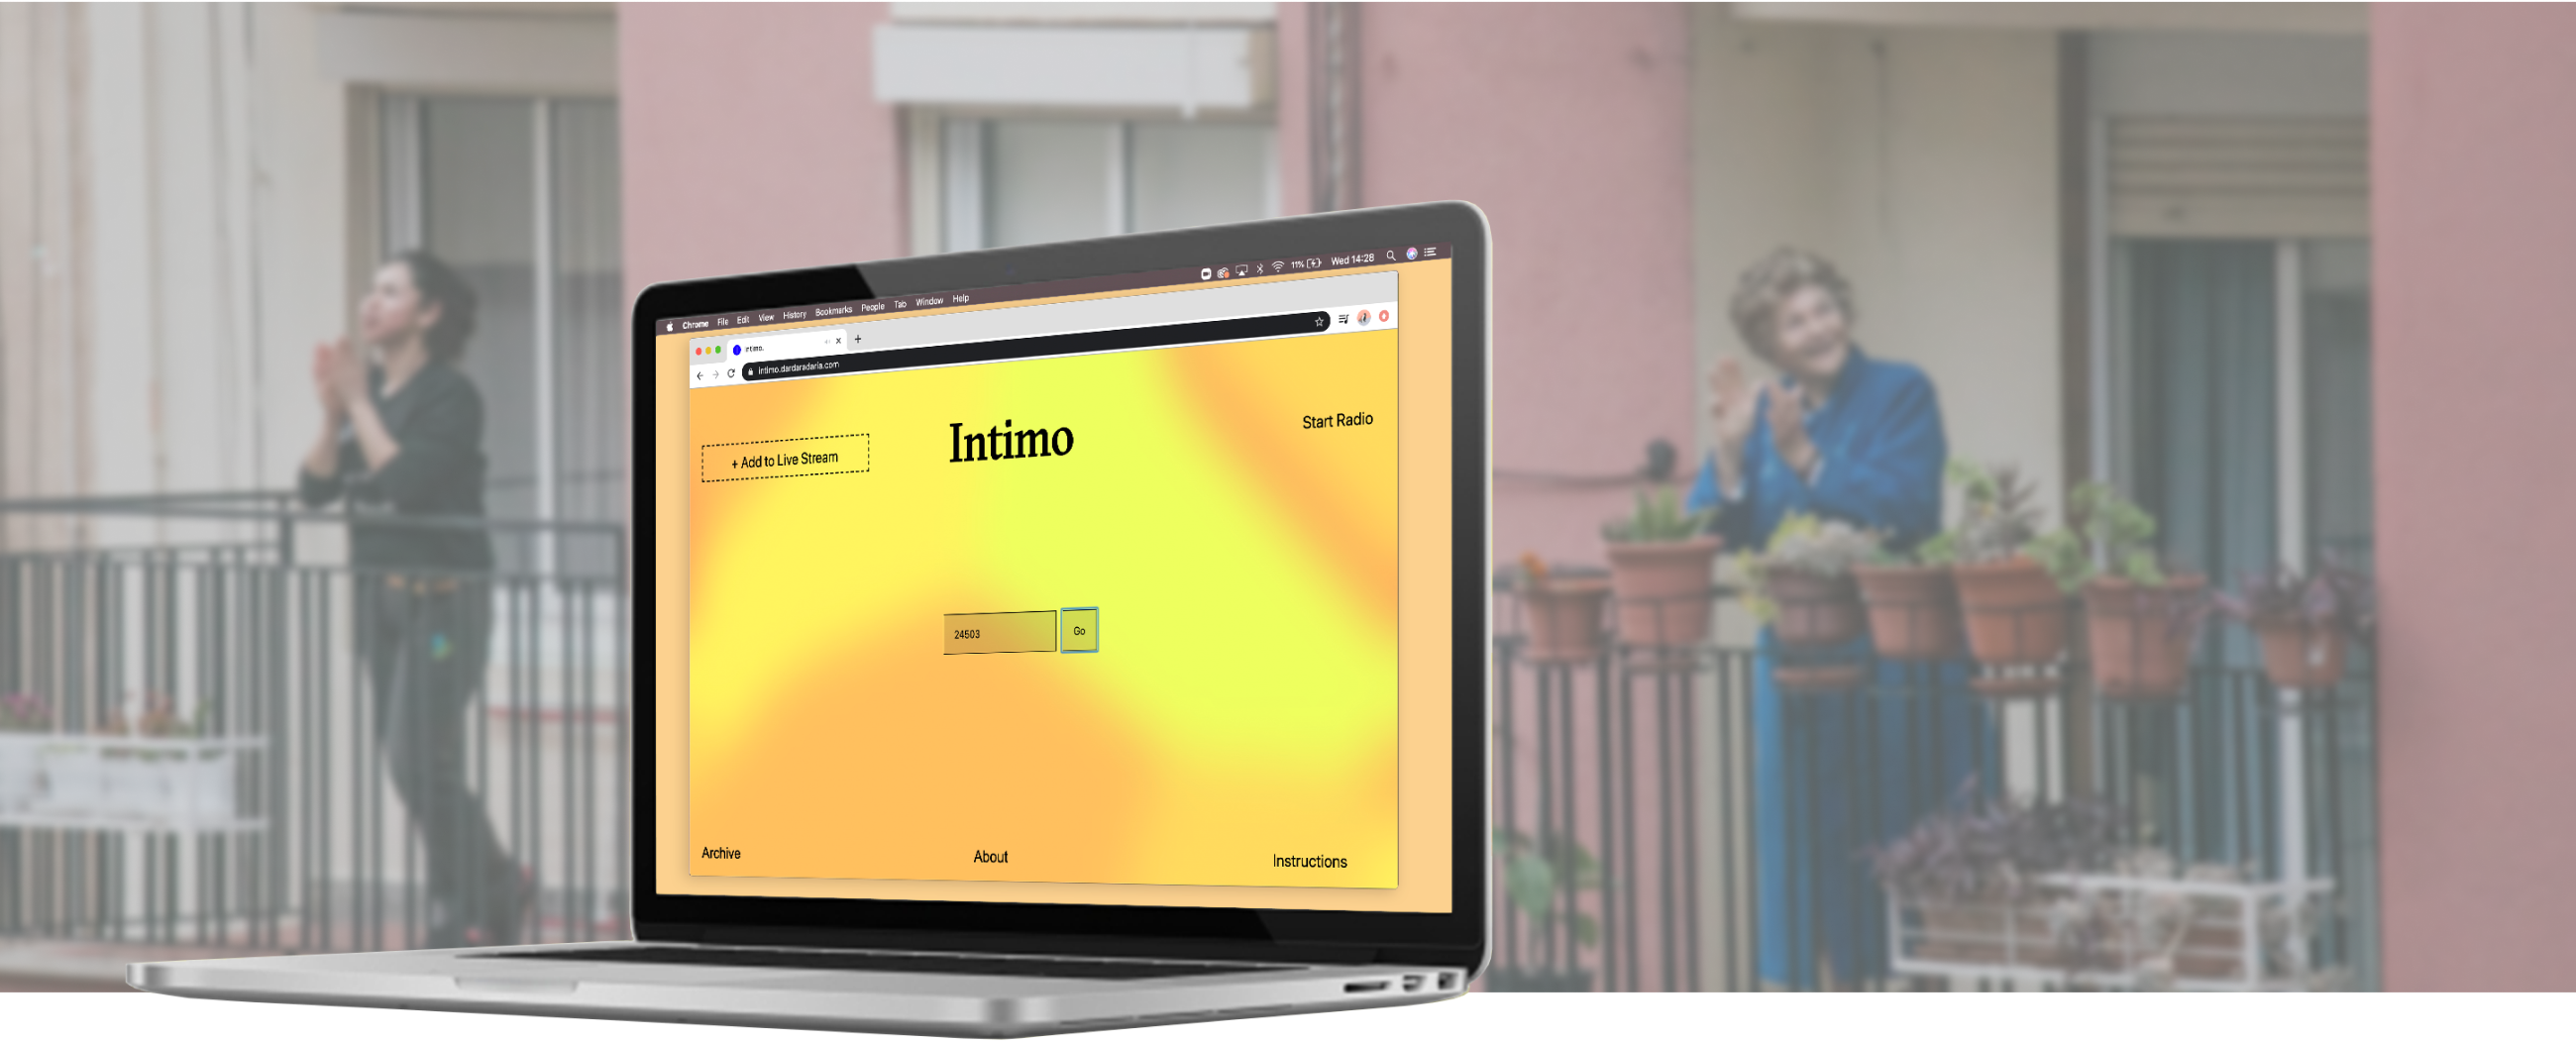 Chrome File Edit View History Bookmarks People Tab Window Help 11% Wed 14:28
Intimo.
intimo.dardaradaria.com
+ Add to Live Stream
Intimo
Start Radio
24503
Go
Archive
About
Instructions